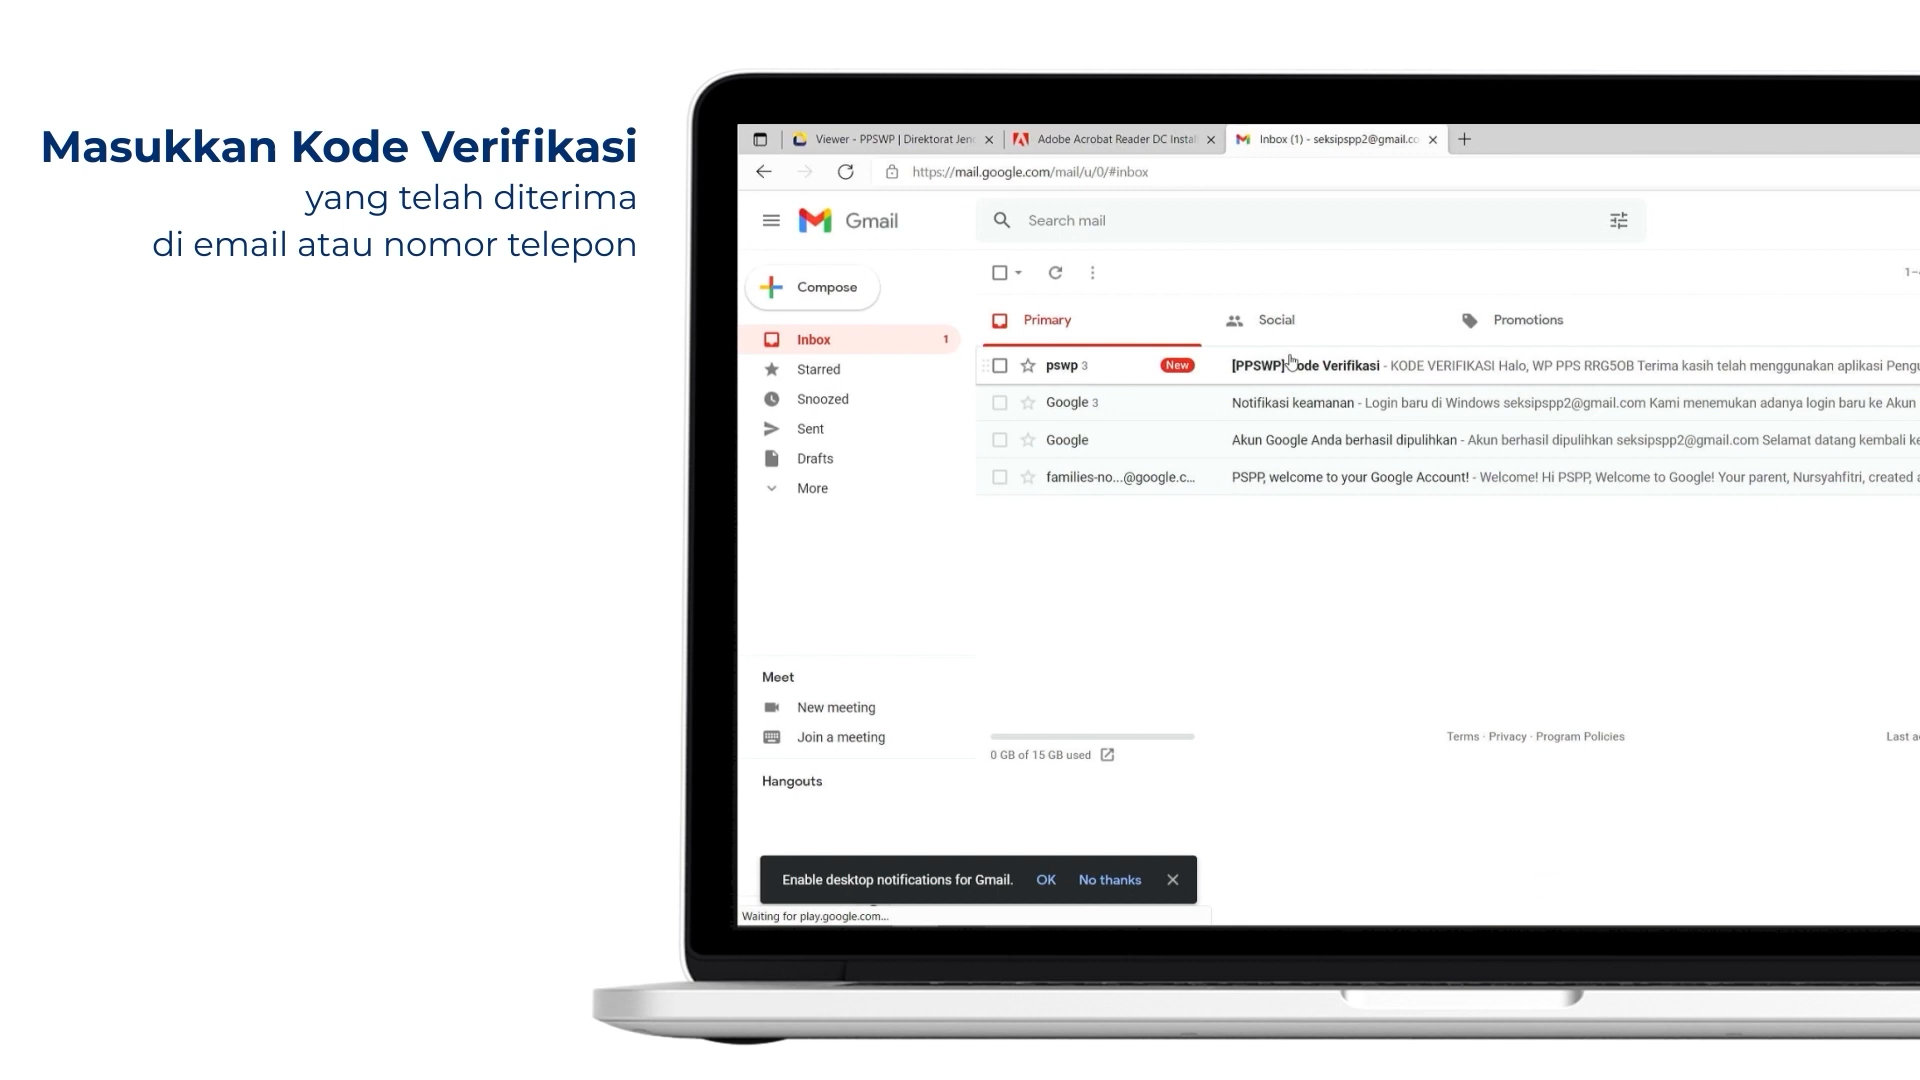 Masukkan Kode Verifikasi
yang telah diterima
di email atau nomor telepon
Viewer - PPSWP | Direktorat Jen
Adobe Acrobat Reader DC Instal
Inbox (1) - seksipspp2@gmail.co
https://mail.google.com/mail/u/0/#inbox
Gmail
Search mail
Compose
1–
Primary
Social
Promotions
Inbox 1
Starred
Snoozed
Sent
Drafts
More
pswp 3 New [PPSWP] Kode Verifikasi - KODE VERIFIKASI Halo, WP PPS RRG5OB Terima kasih telah menggunakan aplikasi Pengu
Google 3 Notifikasi keamanan - Login baru di Windows seksipspp2@gmail.com Kami menemukan adanya login baru ke Akun
Google Akun Google Anda berhasil dipulihkan - Akun berhasil dipulihkan seksipspp2@gmail.com Selamat datang kembali ke
families-no...@google.c... PSPP, welcome to your Google Account! - Welcome! Hi PSPP, Welcome to Google! Your parent, Nursyahfitri, created a
Meet
New meeting
Join a meeting
Hangouts
0 GB of 15 GB used
Terms · Privacy · Program Policies
Last a
Enable desktop notifications for Gmail. OK No thanks
Waiting for play.google.com...